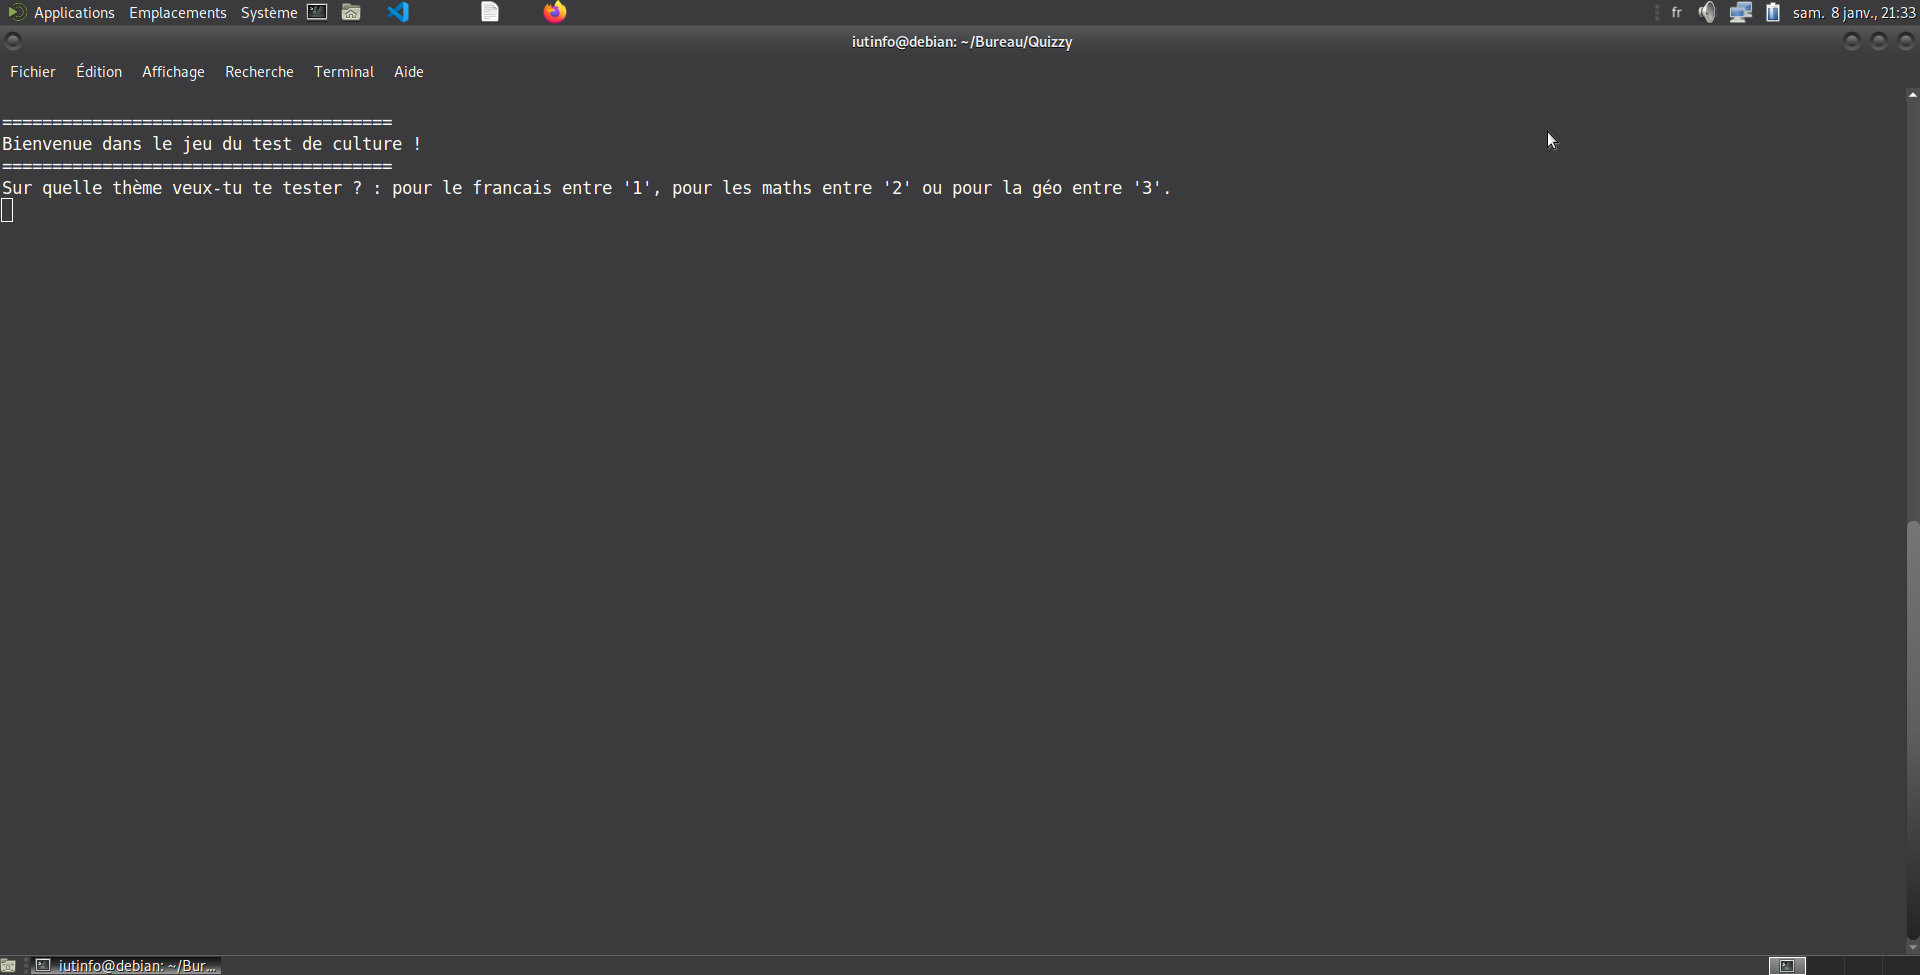 Applications Emplacements Système fr sam. 8 janv., 21:33
iutinfo@debian: ~/Bureau/Quizzy
Fichier Édition Affichage Recherche Terminal Aide
=======================================
Bienvenue dans le jeu du test de culture !
=======================================
Sur quelle thème veux-tu te tester ? : pour le francais entre '1', pour les maths entre '2' ou pour la géo entre '3'.
iutinfo@debian: ~/Bur...